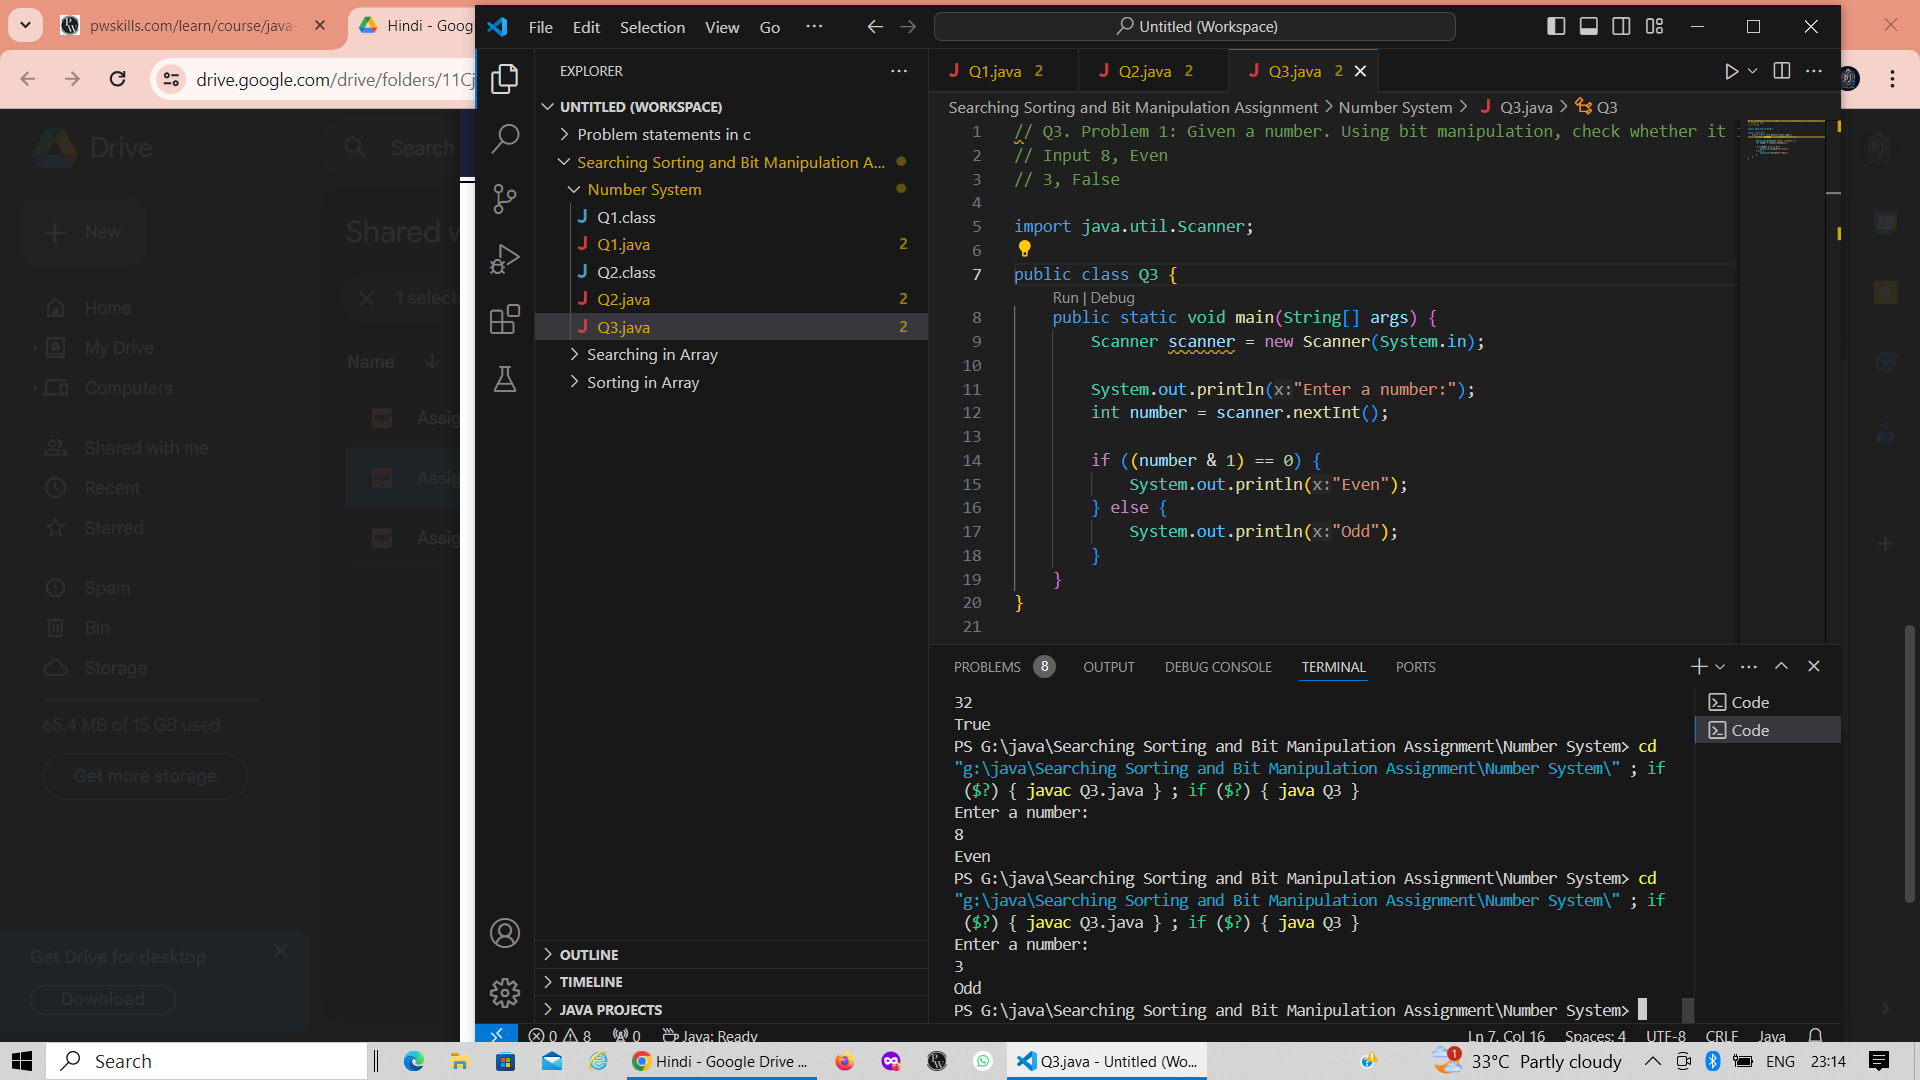 pwskills.com/learn/course/java-
Hindi - Goog
drive.google.com/drive/folders/11Cj
Drive
Search
New
Home
My Drive
Computers
Shared with me
Recent
Starred
Spam
Bin
Storage
65.4 MB of 15 GB used
Get more storage
Get Drive for desktop
Download
Shared w
1 selecte
Name
Assig
Assig
Assig
File Edit Selection View Go ···
Untitled (Workspace)
EXPLORER
UNTITLED (WORKSPACE)
Problem statements in c
Searching Sorting and Bit Manipulation A...
Number System
Q1.class
Q1.java 2
Q2.class
Q2.java 2
Q3.java 2
Searching in Array
Sorting in Array
OUTLINE
TIMELINE
JAVA PROJECTS
Q1.java 2 Q2.java 2 Q3.java 2
Searching Sorting and Bit Manipulation Assignment > Number System > Q3.java > Q3
1 // Q3. Problem 1: Given a number. Using bit manipulation, check whether it
2 // Input 8, Even
3 // 3, False
4
5 import java.util.Scanner;
6
7 public class Q3 {
Run | Debug
8 public static void main(String[] args) {
9 Scanner scanner = new Scanner(System.in);
10
11 System.out.println(x:"Enter a number:");
12 int number = scanner.nextInt();
13
14 if ((number & 1) == 0) {
15 System.out.println(x:"Even");
16 } else {
17 System.out.println(x:"Odd");
18 }
19 }
20 }
21
PROBLEMS 8 OUTPUT DEBUG CONSOLE TERMINAL PORTS
32
True
PS G:\java\Searching Sorting and Bit Manipulation Assignment\Number System> cd
"g:\java\Searching Sorting and Bit Manipulation Assignment\Number System\" ; if
($?) { javac Q3.java } ; if ($?) { java Q3 }
Enter a number:
8
Even
PS G:\java\Searching Sorting and Bit Manipulation Assignment\Number System> cd
"g:\java\Searching Sorting and Bit Manipulation Assignment\Number System\" ; if
($?) { javac Q3.java } ; if ($?) { java Q3 }
Enter a number:
3
Odd
PS G:\java\Searching Sorting and Bit Manipulation Assignment\Number System>
Code
Code
0 8 0 Java: Ready Ln 7, Col 16 Spaces: 4 UTF-8 CRLF Java
Search
Hindi - Google Drive ...
Q3.java - Untitled (Wo...
1
33°C Partly cloudy
ENG
23:14